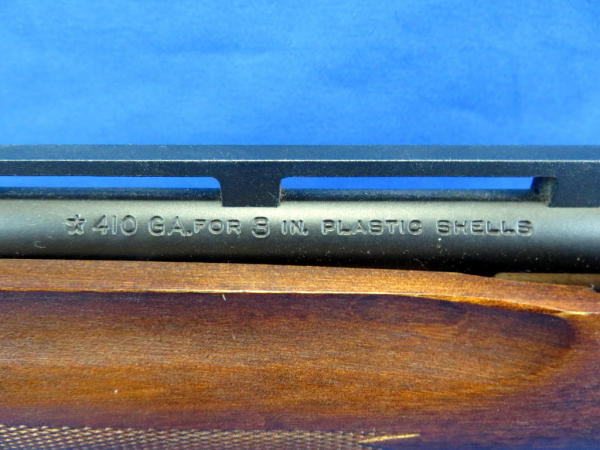 ☆ 410 GA. FOR 3 IN. PLASTIC SHELLS